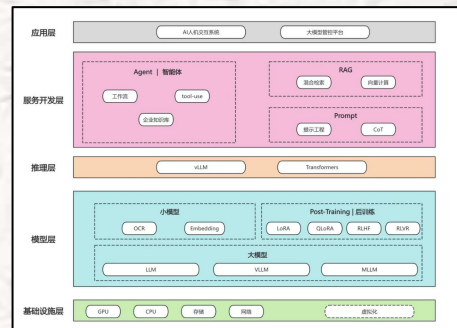 应用层
AI人机交互系统
大模型管控平台
服务开发层
Agent | 智能体
工作流
tool-use
企业知识库
RAG
混合检索
向量计算
Prompt
提示工程
CoT
推理层
vLLM
Transformers
模型层
小模型
OCR
Embedding
Post-Training | 后训练
LoRA
QLoRA
RLHF
RLVR
大模型
LLM
VLLM
MLLM
基础设施层
GPU
CPU
存储
网络
虚拟化